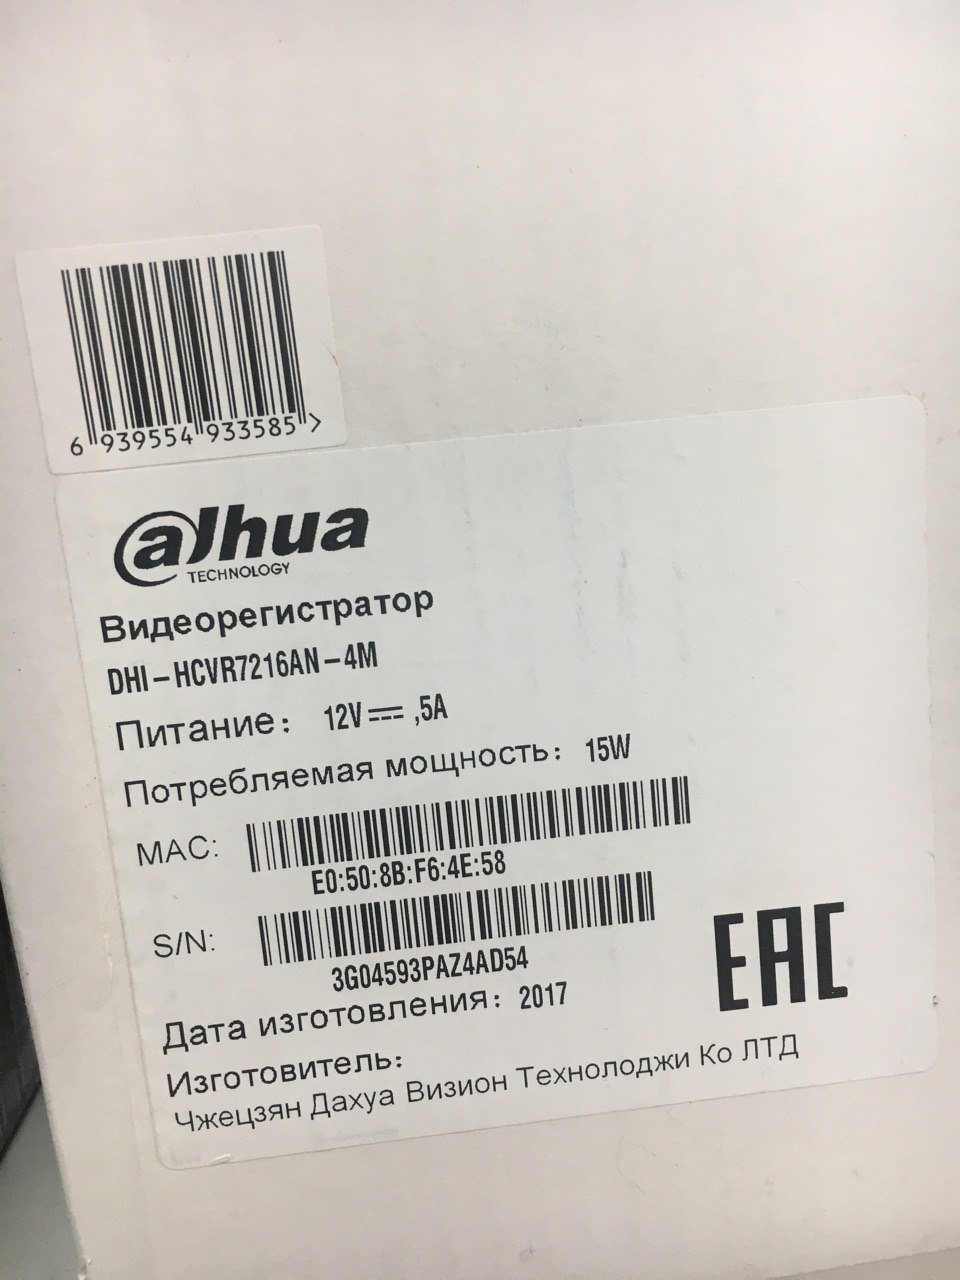 6 939554 933585 >
alhua
TECHNOLOGY
Видеорегистратор
DHI-HCVR7216AN-4M
Питание: 12V ⎓ ,5A
Потребляемая мощность: 15W
MAC:
E0:50:8B:F6:4E:58
S/N:
3G04593PAZ4AD54
Дата изготовления: 2017
Изготовитель:
Чжецзян Дахуа Визион Технолоджи Ко ЛТД
EAC